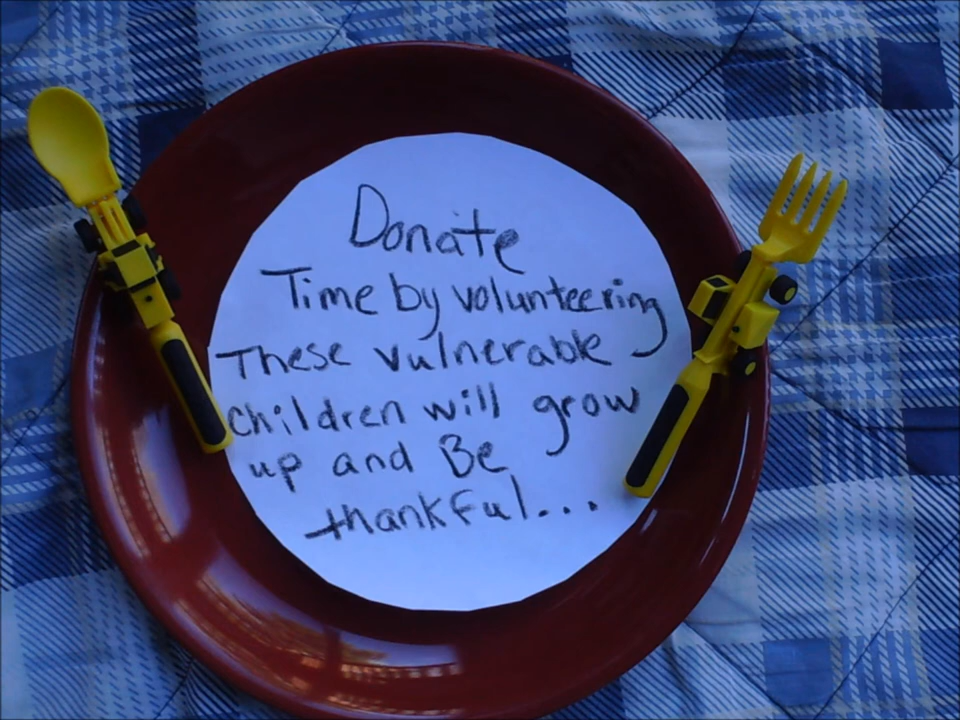 Donate
Time by volunteering
These vulnerable
children will grow
up and Be
thankful...